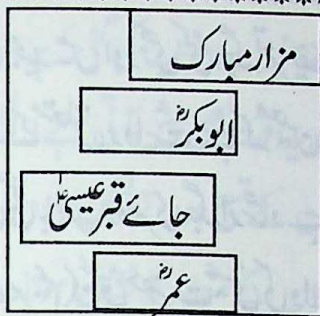 مزار مبارک
ابوبکرؓ
جائے قبر عیسیٰؑ
عمرؓ